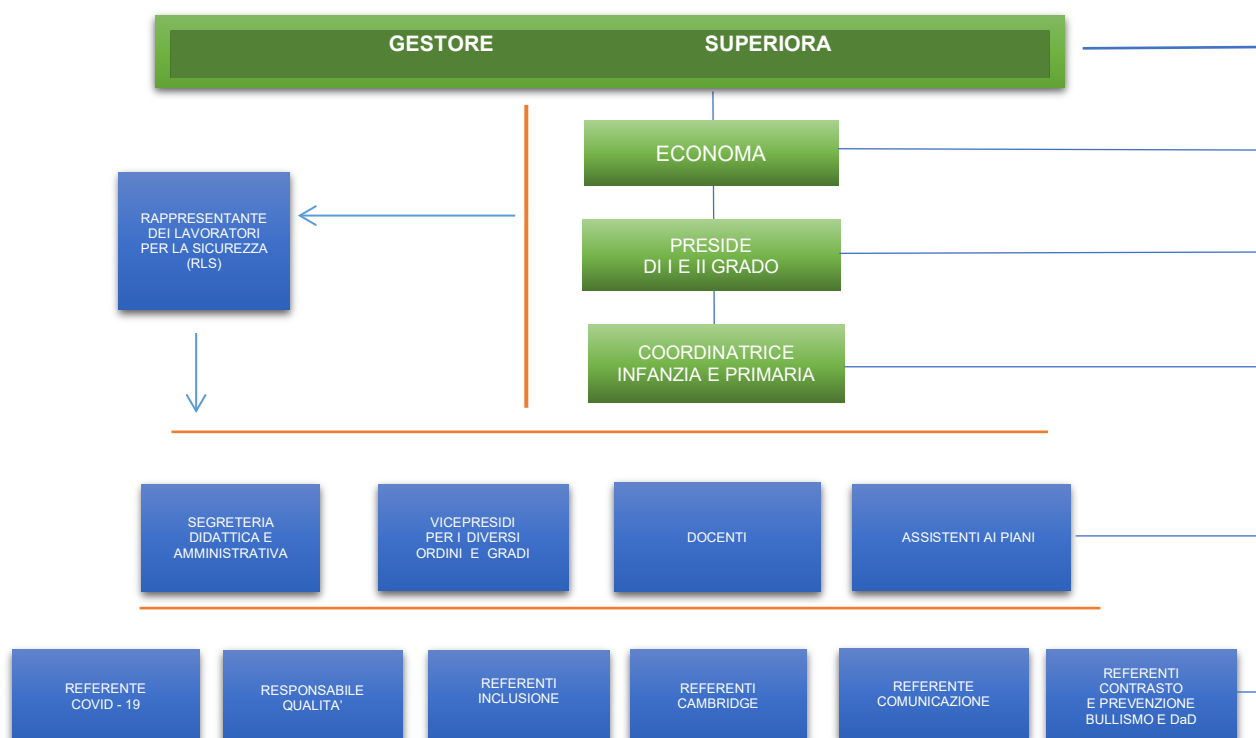 GESTORE SUPERIORA
ECONOMA
RAPPRESENTANTE
DEI LAVORATORI
PER LA SICUREZZA
(RLS)
PRESIDE
DI I E II GRADO
COORDINATRICE
INFANZIA E PRIMARIA
SEGRETERIA
DIDATTICA E
AMMINISTRATIVA
VICEPRESIDI
PER I DIVERSI
ORDINI E GRADI
DOCENTI
ASSISTENTI AI PIANI
REFERENTE
COVID - 19
RESPONSABILE
QUALITA'
REFERENTI
INCLUSIONE
REFERENTI
CAMBRIDGE
REFERENTE
COMUNICAZIONE
REFERENTI
CONTRASTO
E PREVENZIONE
BULLISMO E DaD